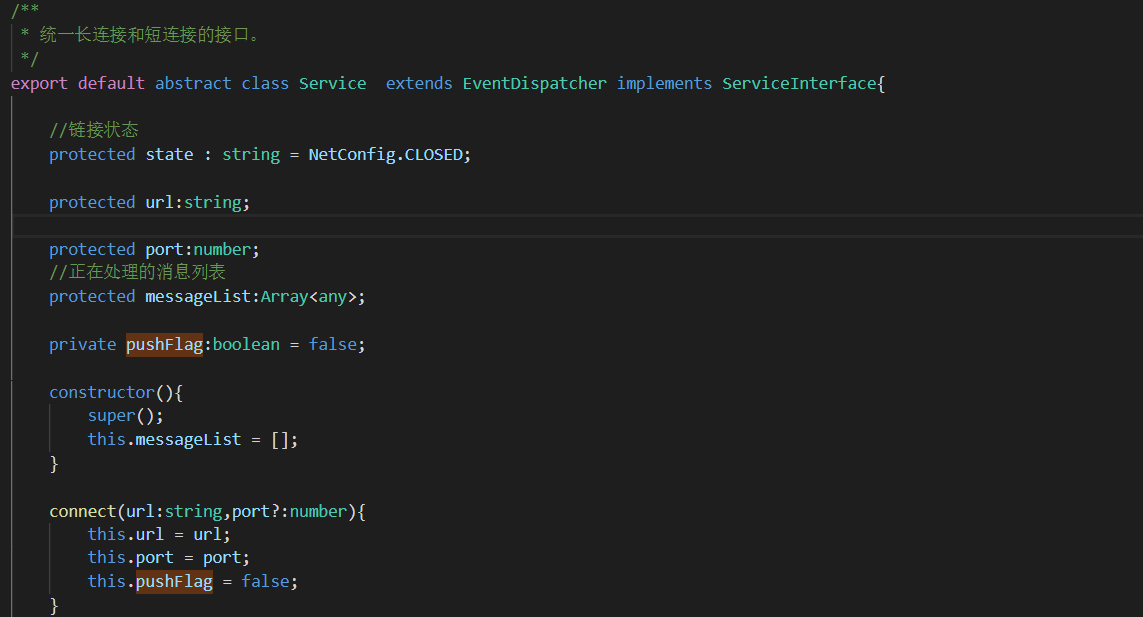 /**
 * 统一长连接和短连接的接口。
 */
export default abstract class Service  extends EventDispatcher implements ServiceInterface{
    //链接状态
    protected state : string = NetConfig.CLOSED;
    protected url:string;
    protected port:number;
    //正在处理的消息列表
    protected messageList:Array<any>;
    private pushFlag:boolean = false;
    constructor(){
        super();
        this.messageList = [];
    }
    connect(url:string,port?:number){
        this.url = url;
        this.port = port;
        this.pushFlag = false;
    }